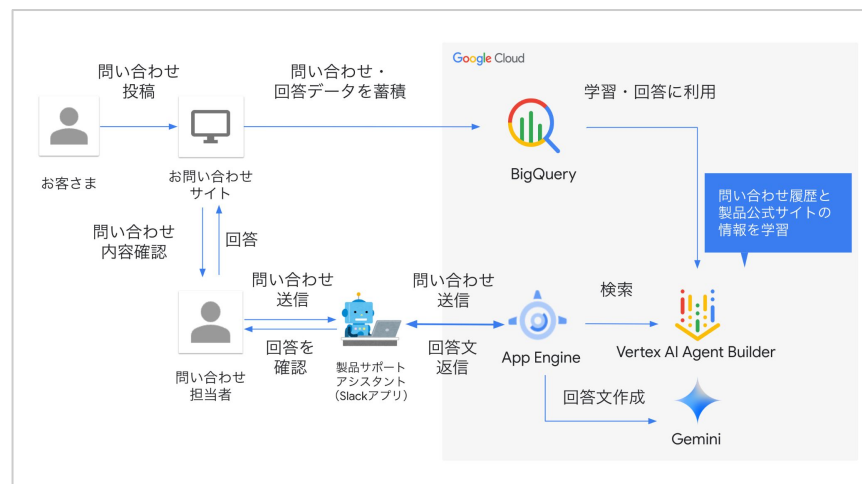 Google Cloud
問い合わせ
投稿
問い合わせ・
回答データを蓄積
学習・回答に利用
お客さま
お問い合わせ
サイト
BigQuery
問い合わせ履歴と
製品公式サイトの
情報を学習
問い合わせ
内容確認
回答
問い合わせ
送信
問い合わせ
送信
検索
回答を
確認
回答文
返信
App Engine
Vertex AI Agent Builder
問い合わせ
担当者
製品サポート
アシスタント
（Slackアプリ）
回答文作成
Gemini